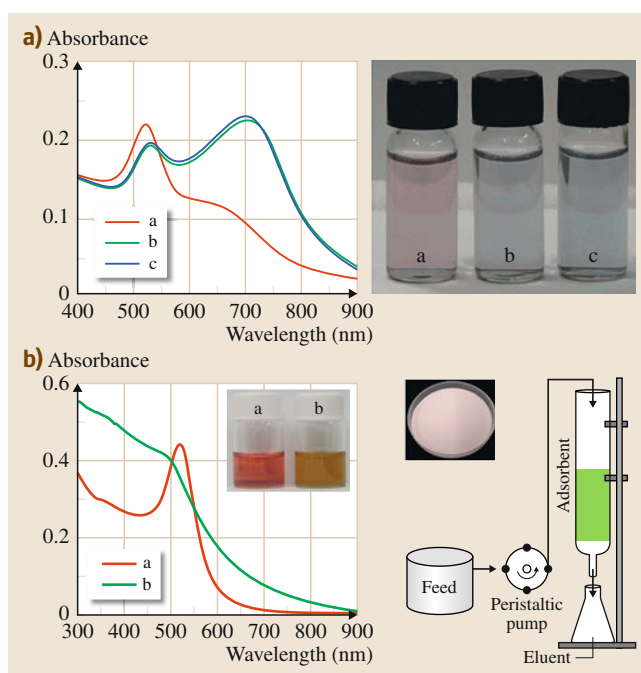 a) Absorbance
0.3
0.2
0.1
0
a
b
c
400 500 600 700 800 900
Wavelength (nm)
a b c
b) Absorbance
0.6
0.4
0.2
0
a
b
a b
300 400 500 600 700 800 900
Wavelength (nm)
Adsorbent
Feed
Peristaltic
pump
Eluent